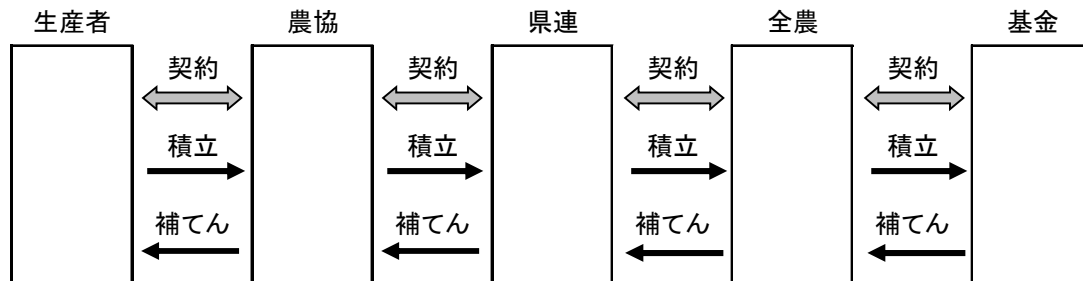 生産者 農協 県連 全農 基金
契約 契約 契約 契約
積立 積立 積立 積立
補てん 補てん 補てん 補てん